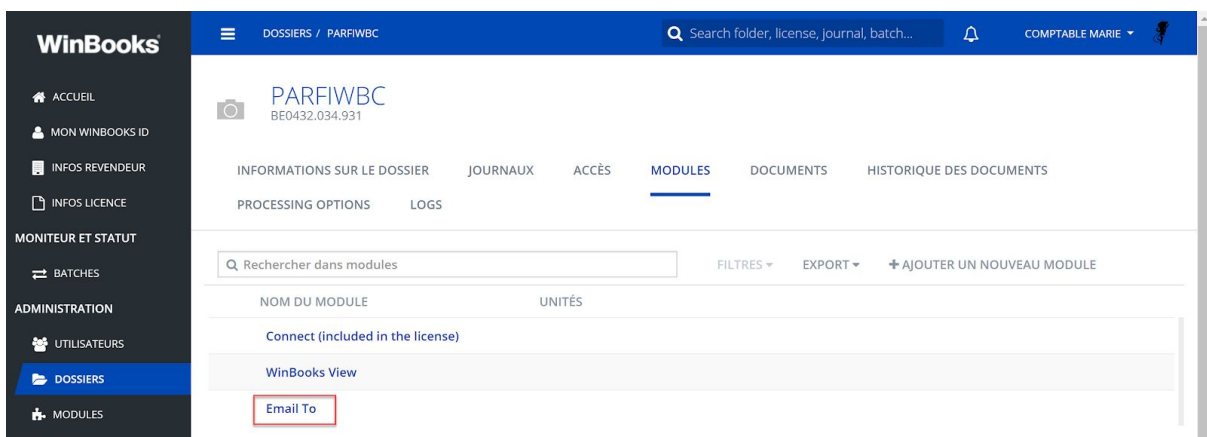 WinBooks
DOSSIERS / PARFIWBC
Search folder, license, journal, batch...
COMPTABLE MARIE
ACCUEIL
MON WINBOOKS ID
INFOS REVENDEUR
INFOS LICENCE
MONITEUR ET STATUT
BATCHES
ADMINISTRATION
UTILISATEURS
DOSSIERS
MODULES
PARFIWBC
BE0432.034.931
INFORMATIONS SUR LE DOSSIER JOURNAUX ACCÈS MODULES DOCUMENTS HISTORIQUE DES DOCUMENTS
PROCESSING OPTIONS LOGS
Rechercher dans modules FILTRES EXPORT + AJOUTER UN NOUVEAU MODULE
NOM DU MODULE UNITÉS
Connect (included in the license)
WinBooks View
Email To